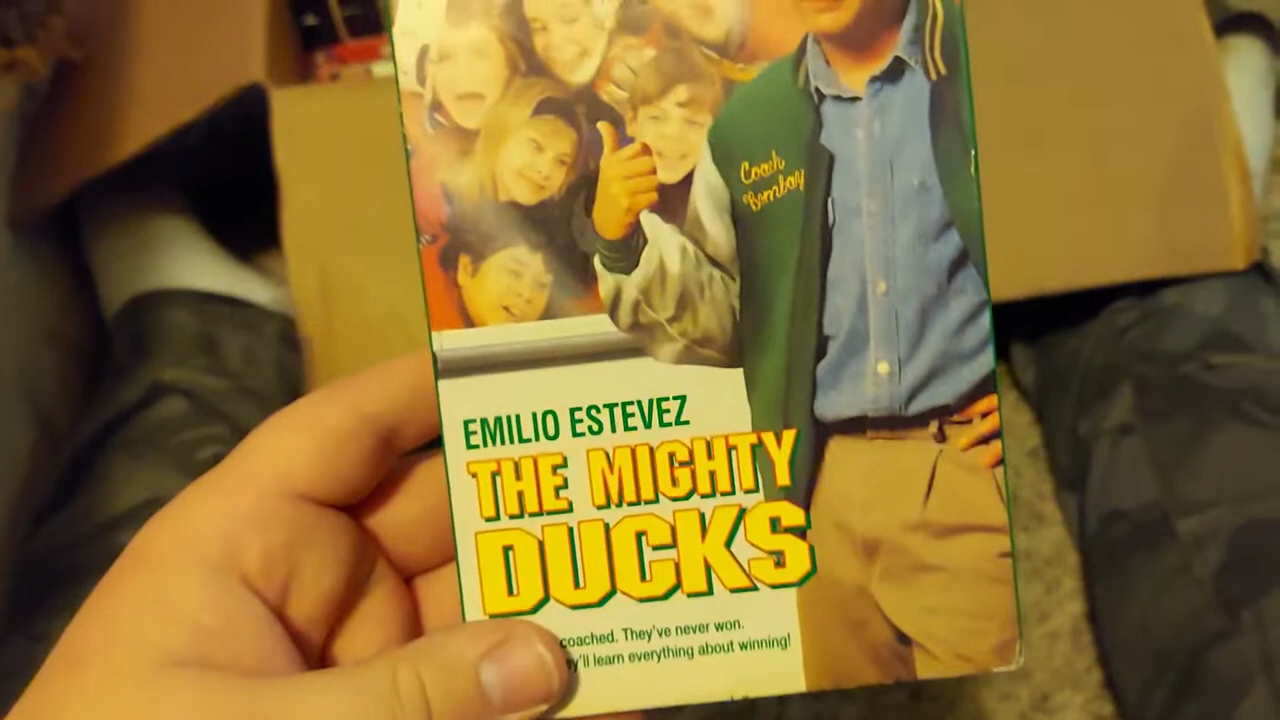 Coach
Bombay
EMILIO ESTEVEZ
THE MIGHTY
DUCKS
coached. They've never won.
'll learn everything about winning!